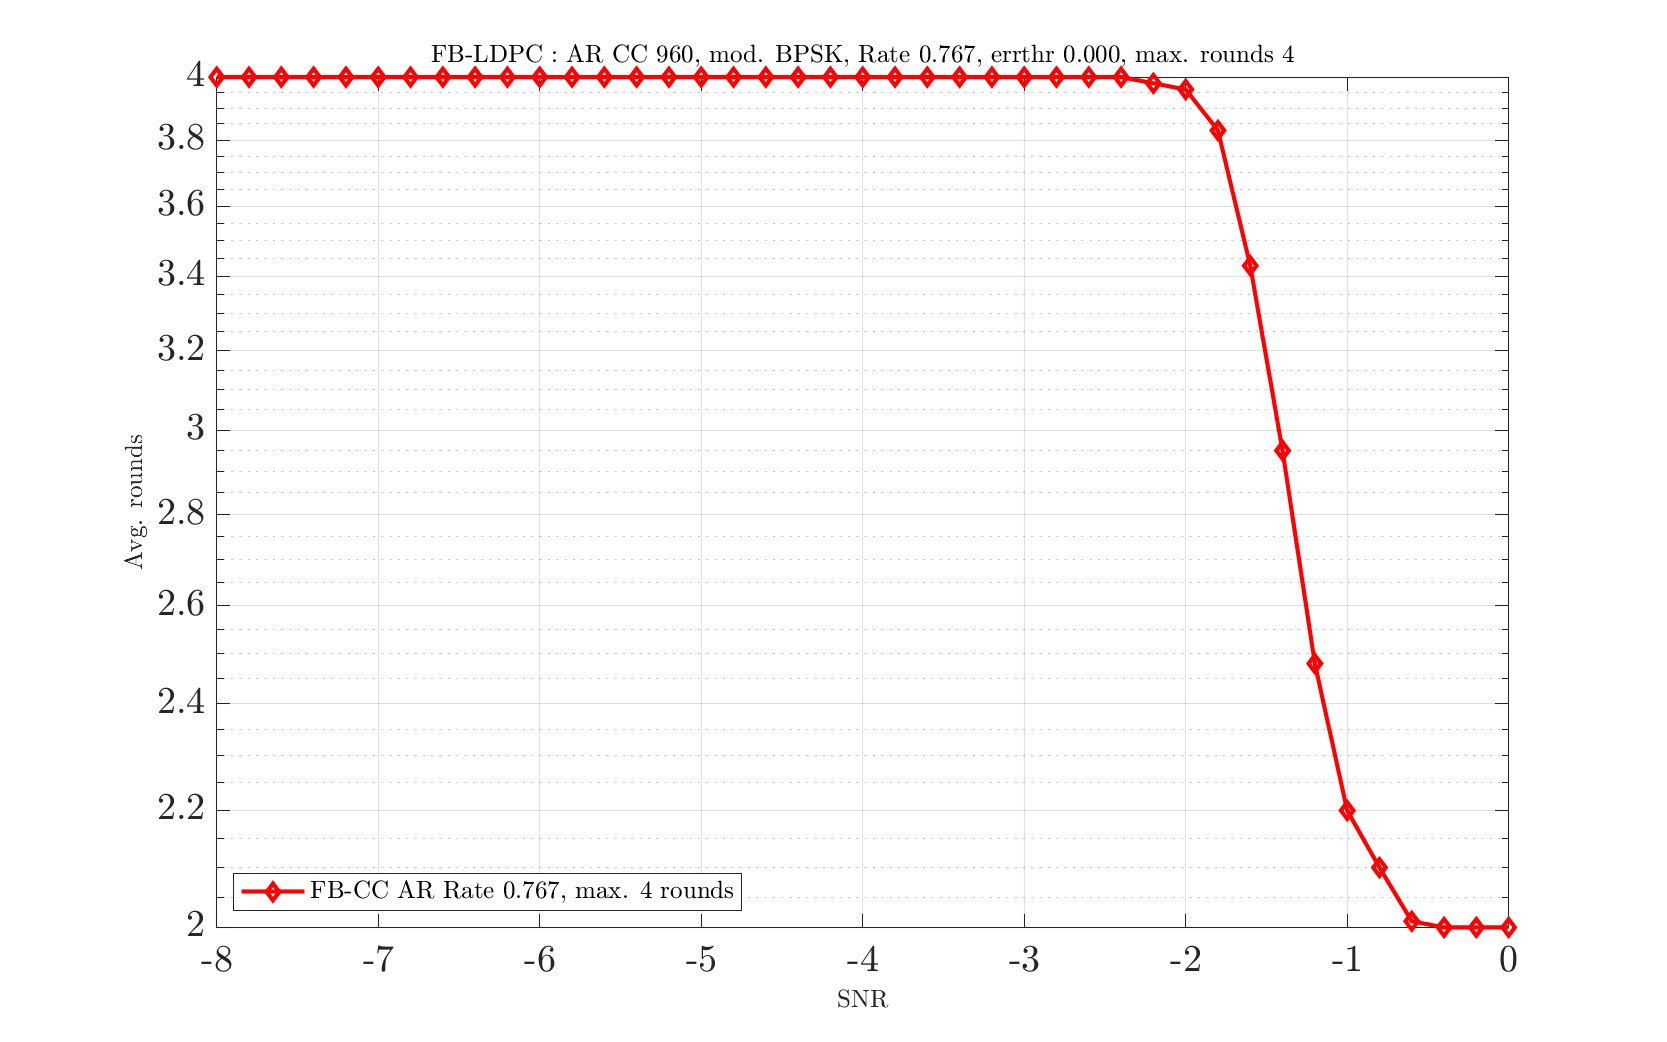 FB-LDPC : AR CC 960, mod. BPSK, Rate 0.767, errthr 0.000, max. rounds 4
4
3.8
3.6
3.4
3.2
3
2.8
2.6
2.4
2.2
2
Avg. rounds
FB-CC AR Rate 0.767, max. 4 rounds
-8 -7 -6 -5 -4 -3 -2 -1 0
SNR